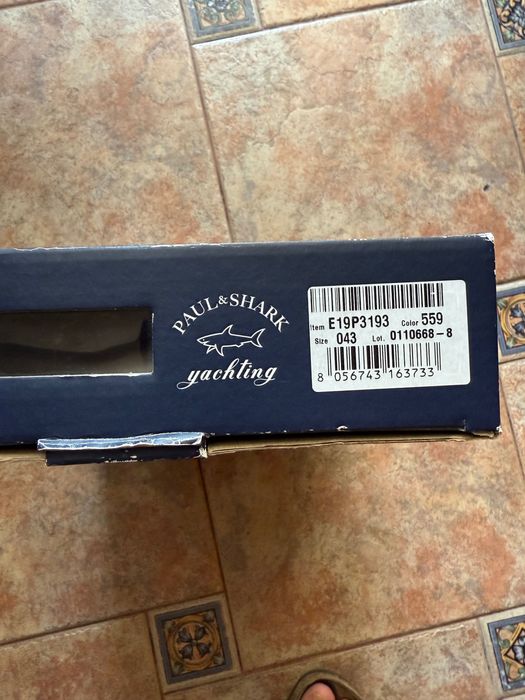 PAUL & SHARK
yachting
Item E19P3193 Color 559
Size 043 Lot. 0110668-8
8 056743 163733